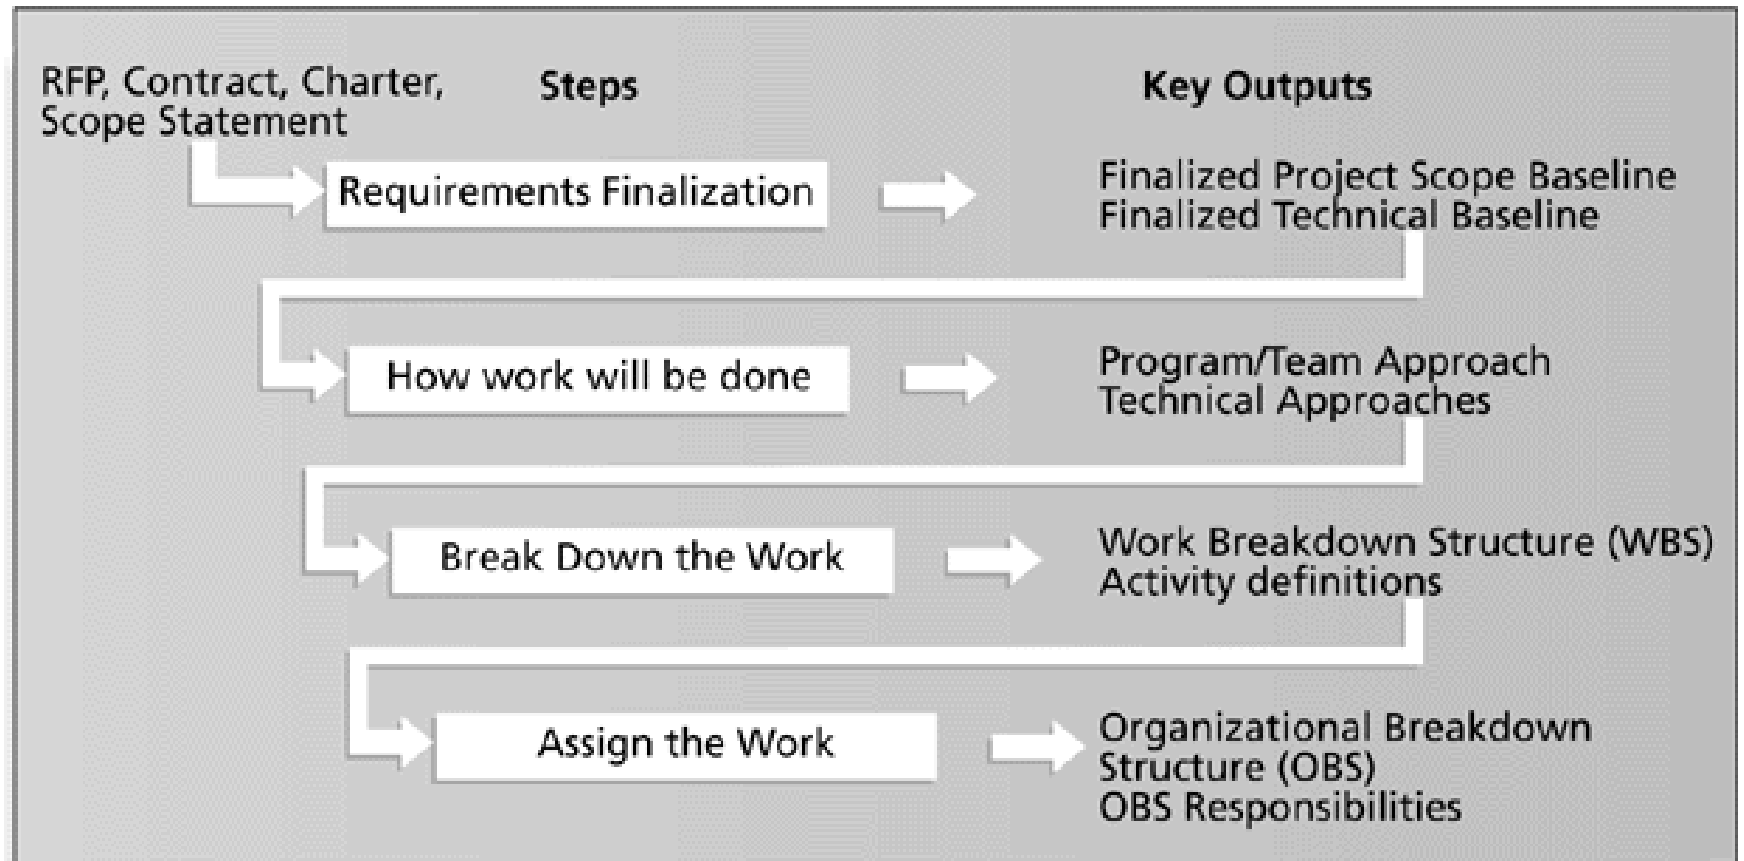 RFP, Contract, Charter,
Scope Statement
Steps
Key Outputs
Requirements Finalization
Finalized Project Scope Baseline
Finalized Technical Baseline
How work will be done
Program/Team Approach
Technical Approaches
Break Down the Work
Work Breakdown Structure (WBS)
Activity definitions
Assign the Work
Organizational Breakdown
Structure (OBS)
OBS Responsibilities